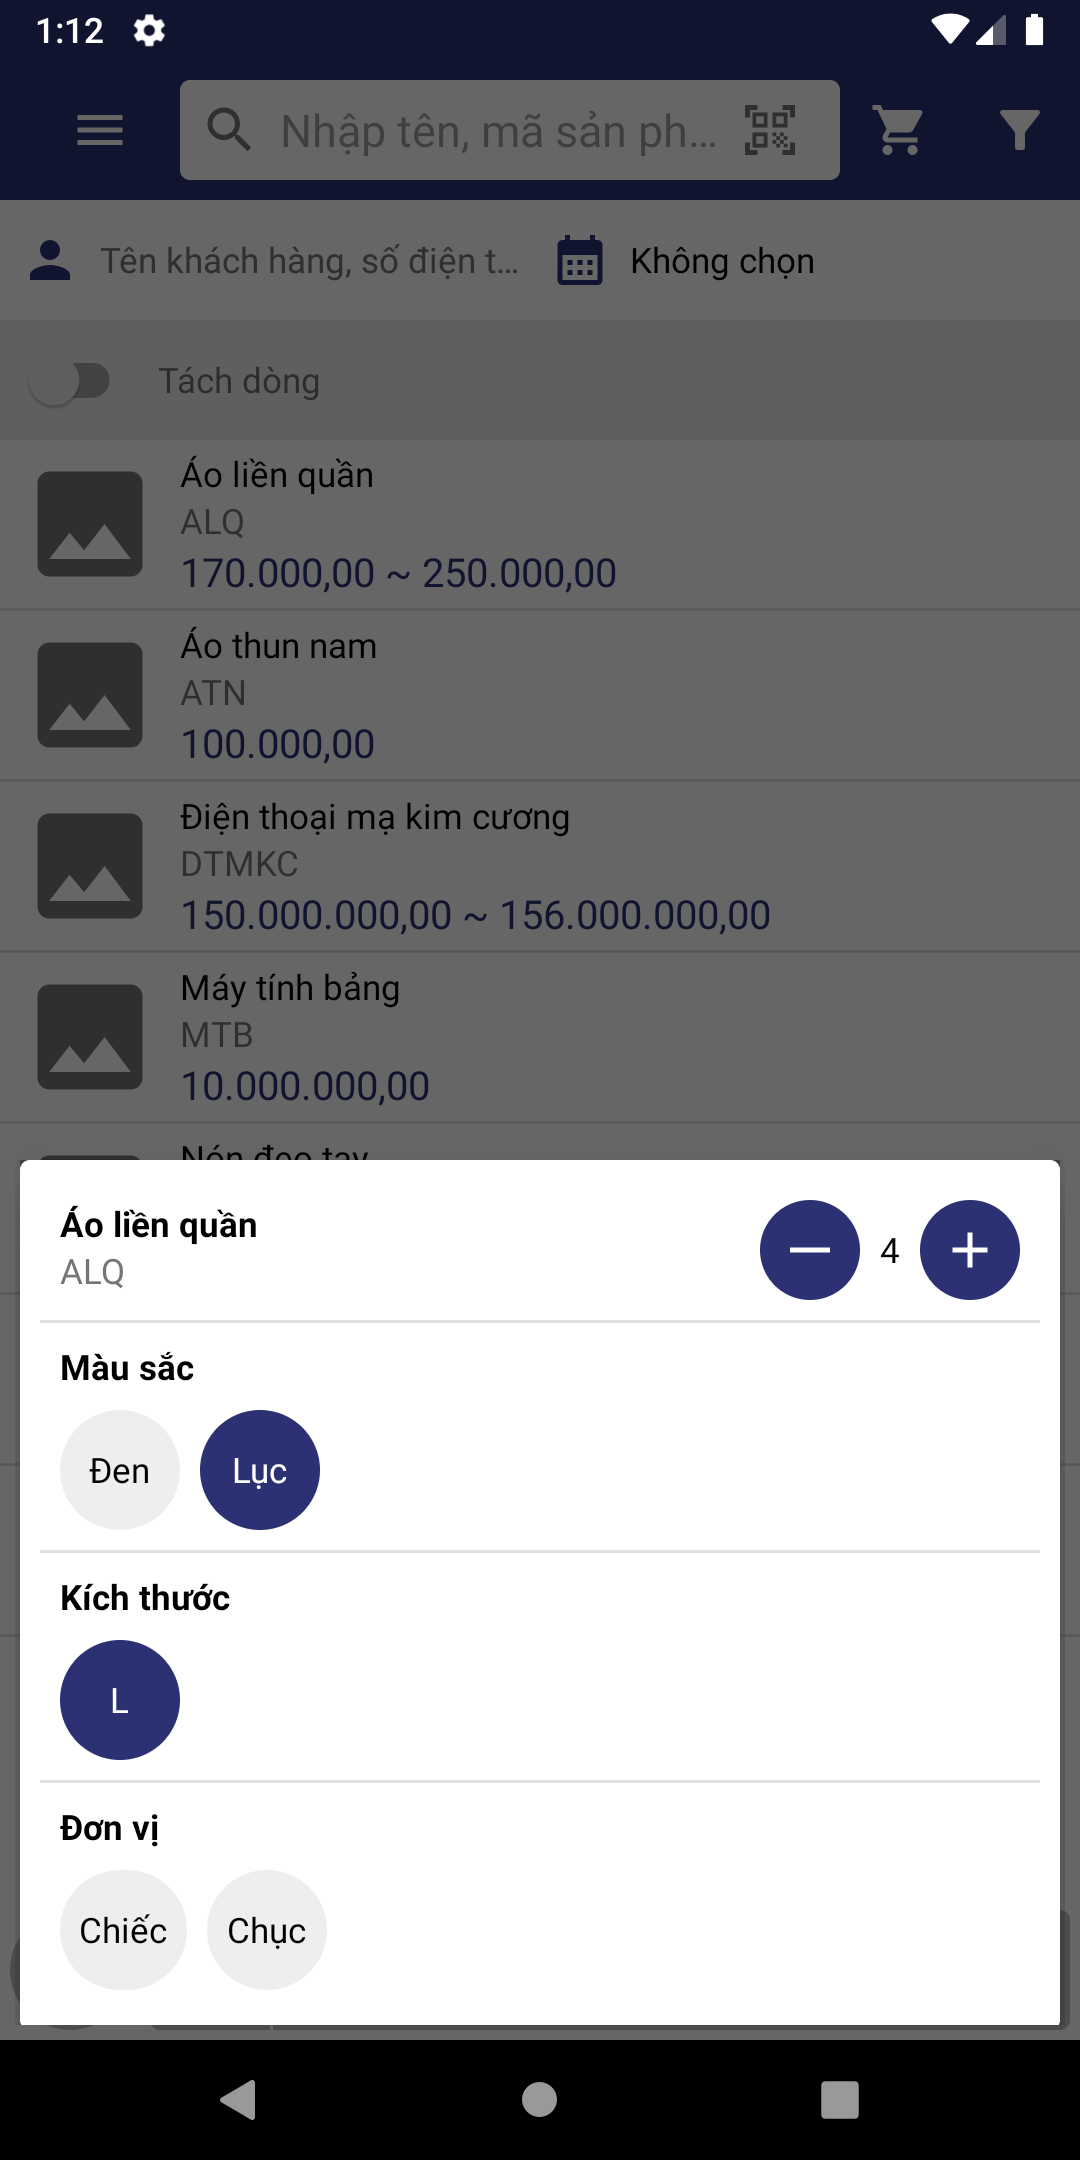 1:12
Nhập tên, mã sản ph...
Tên khách hàng, số điện t...
Không chọn
Tách dòng
Áo liền quần
ALQ
170.000,00 ~ 250.000,00
Áo thun nam
ATN
100.000,00
Điện thoại mạ kim cương
DTMKC
150.000.000,00 ~ 156.000.000,00
Máy tính bảng
MTB
10.000.000,00
Nón đeo tay
Áo liền quần
ALQ
4
Màu sắc
Đen Lục
Kích thước
L
Đơn vị
Chiếc Chục